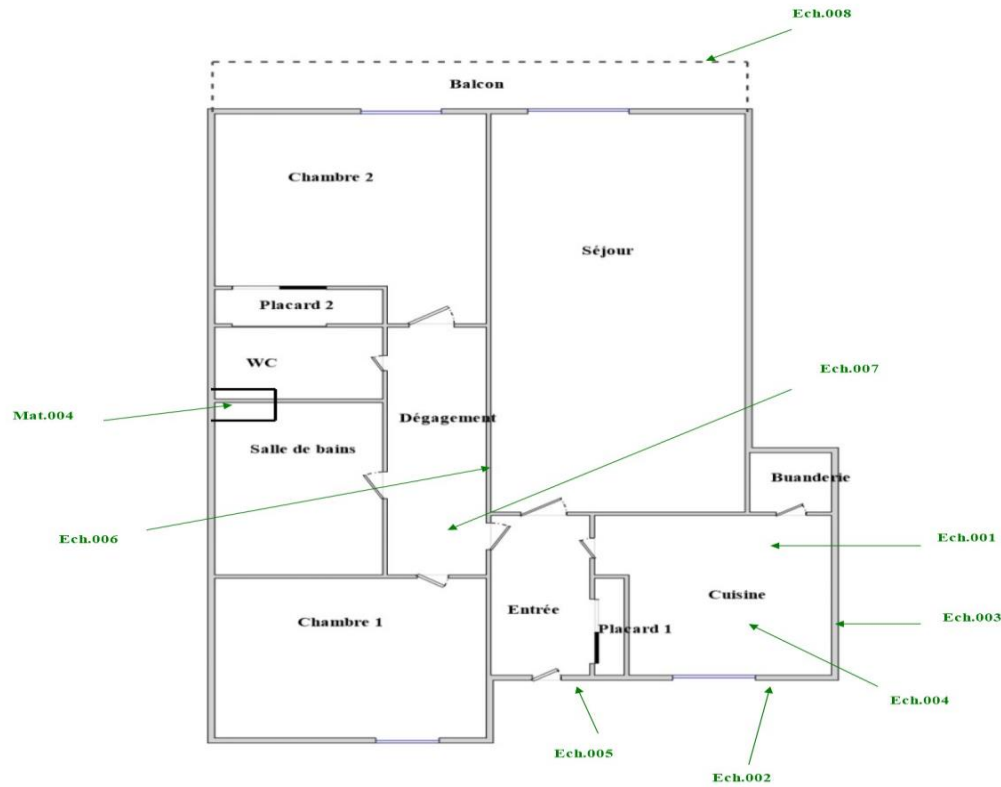 Ech.008
Balcon
Chambre 2
Séjour
Placard 2
WC
Ech.007
Mat.004
Dégagement
Salle de bains
Buanderie
Ech.006
Ech.001
Cuisine
Entrée
Ech.003
Chambre 1
Placard 1
Ech.004
Ech.005
Ech.002